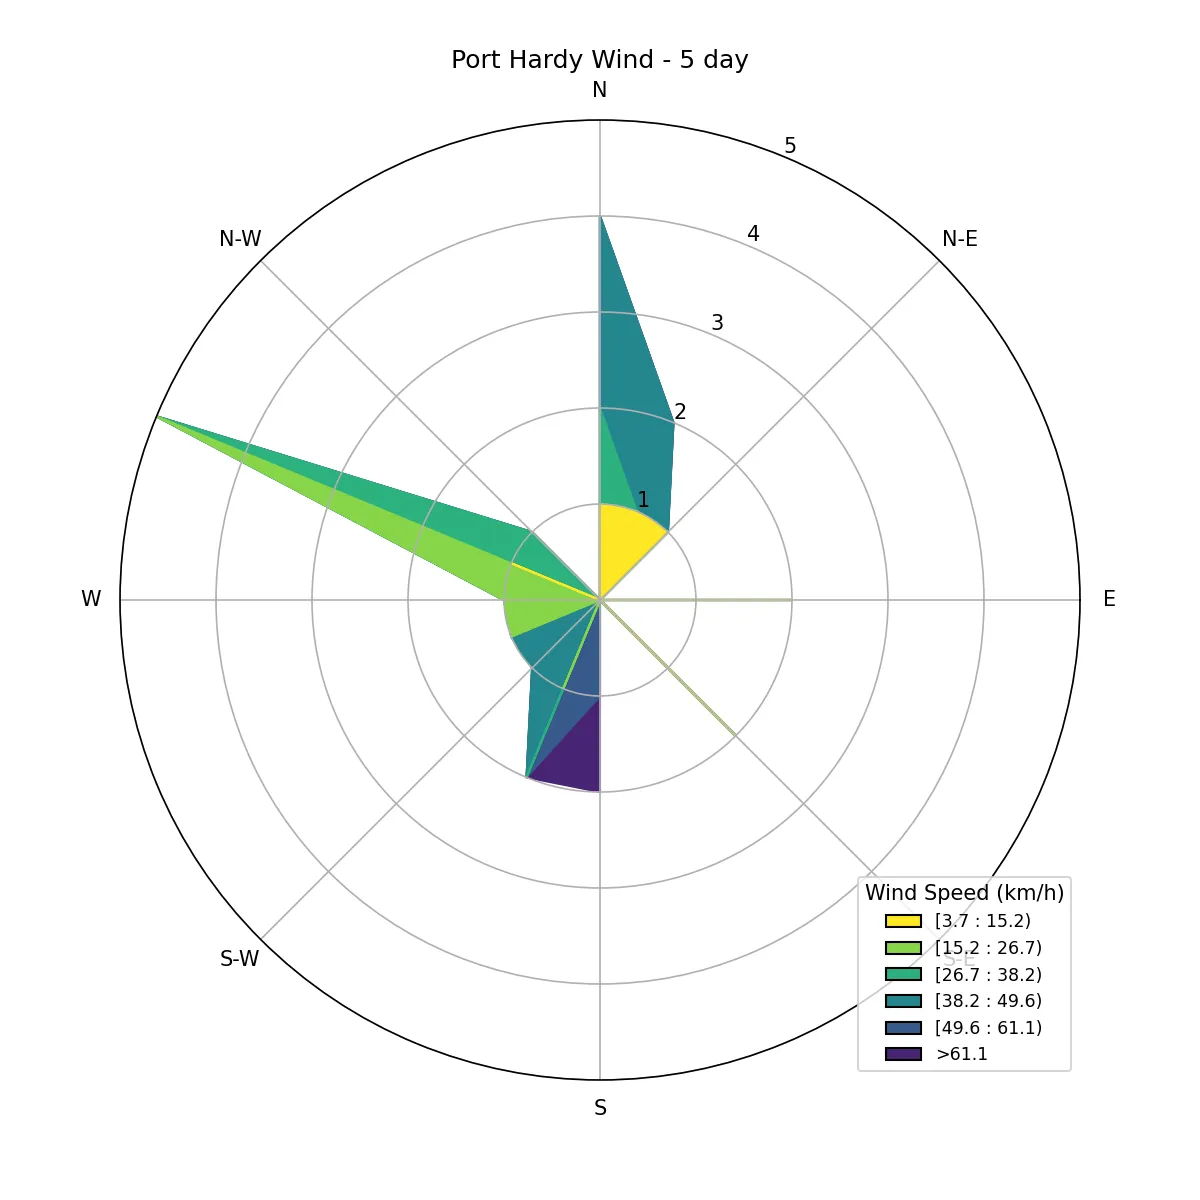 Port Hardy Wind - 5 day
N
5
N-W
N-E
4
3
2
1
W
E
Wind Speed (km/h)
[3.7 : 15.2)
[15.2 : 26.7)
S-W
S-E
[26.7 : 38.2)
[38.2 : 49.6)
[49.6 : 61.1)
>61.1
S